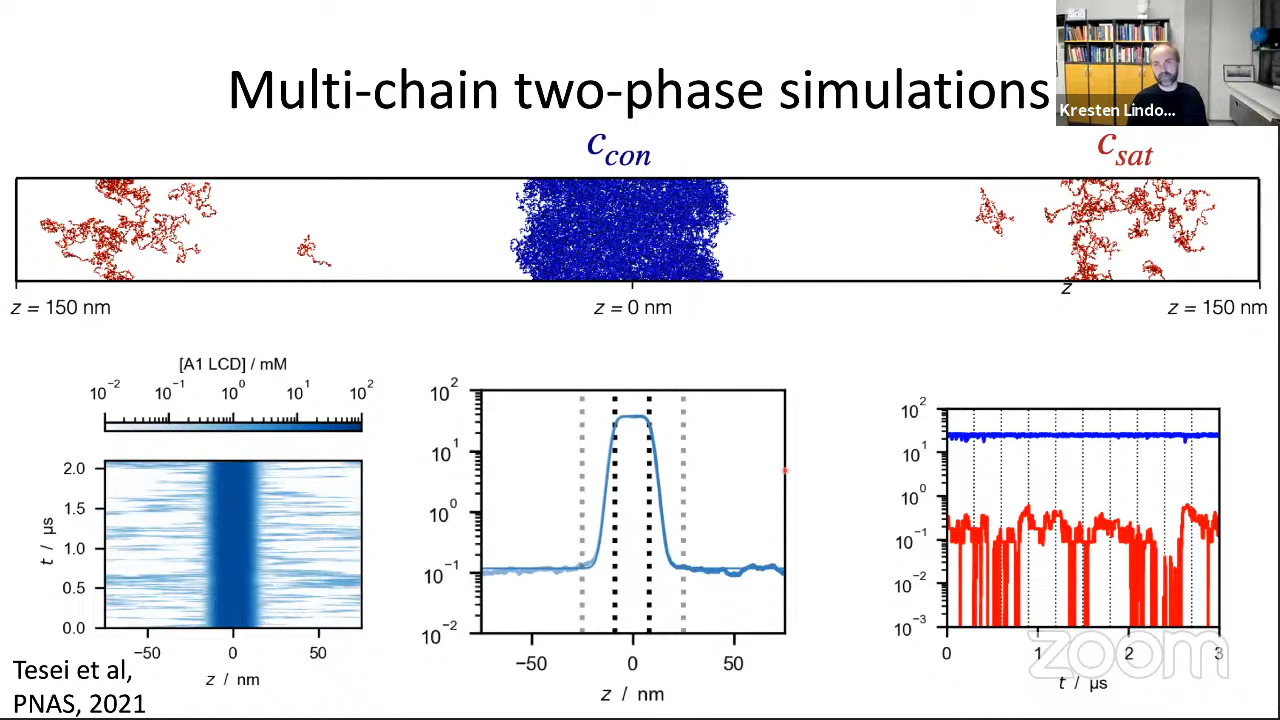 Multi-chain two-phase simulations
Kresten Lindo...
c_con
c_sat
z
z = 150 nm
z = 0 nm
z = 150 nm
[A1 LCD] / mM
10⁻² 10⁻¹ 10⁰ 10¹ 10²
2.0
1.5
1.0
0.5
0.0
t / µs
−50 0 50
z / nm
10²
10¹
10⁰
10⁻¹
10⁻²
−50 0 50
z / nm
10²
10¹
10⁰
10⁻¹
10⁻²
10⁻³
0 1 2 3
t / µs
zoom
Tesei et al,
PNAS, 2021